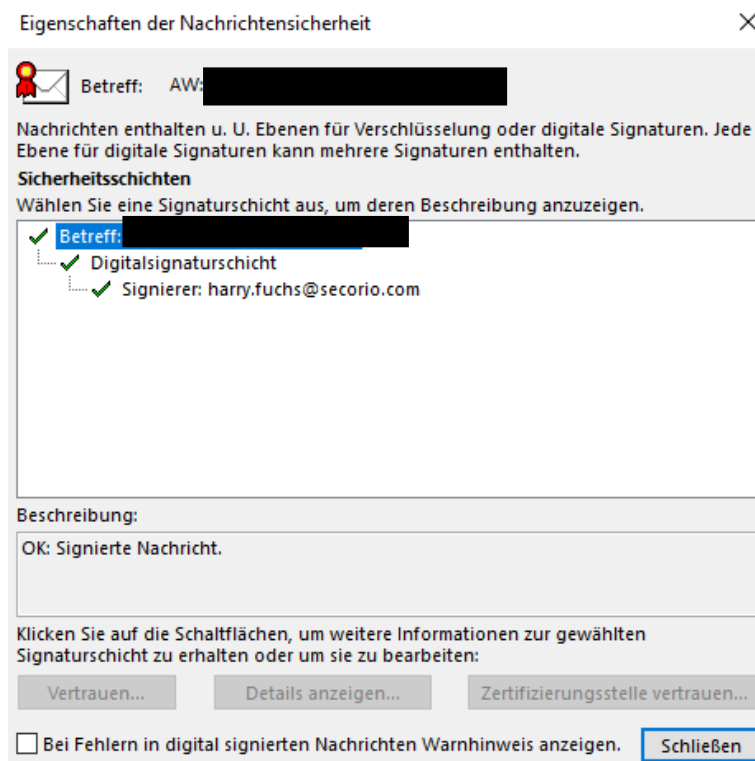 Eigenschaften der Nachrichtensicherheit
Betreff: AW:
Nachrichten enthalten u. U. Ebenen für Verschlüsselung oder digitale Signaturen. Jede
Ebene für digitale Signaturen kann mehrere Signaturen enthalten.
Sicherheitsschichten
Wählen Sie eine Signaturschicht aus, um deren Beschreibung anzuzeigen.
Betreff:
Digitalsignaturschicht
Signierer: harry.fuchs@secorio.com
Beschreibung:
OK: Signierte Nachricht.
Klicken Sie auf die Schaltflächen, um weitere Informationen zur gewählten
Signaturschicht zu erhalten oder um sie zu bearbeiten:
Vertrauen... Details anzeigen... Zertifizierungsstelle vertrauen...
Bei Fehlern in digital signierten Nachrichten Warnhinweis anzeigen. Schließen